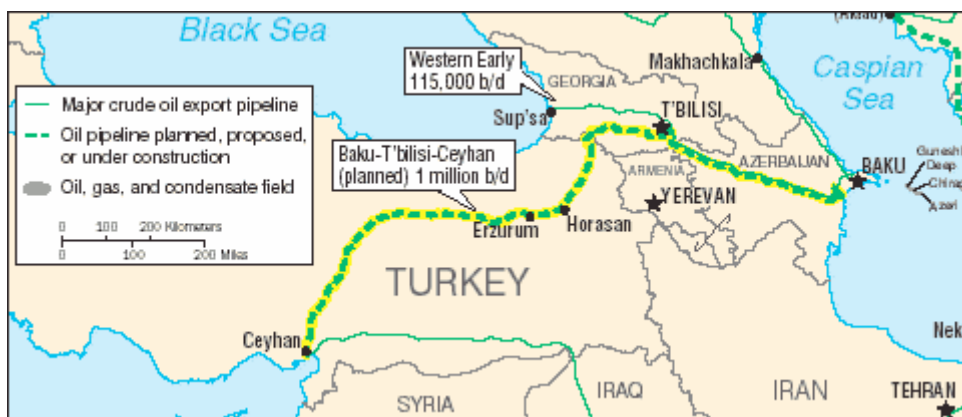 Black Sea
(Aktau)
Western Early
115,000 b/d
GEORGIA
Makhachkala
Caspian
Sea
Major crude oil export pipeline
Oil pipeline planned, proposed,
or under construction
Oil, gas, and condensate field
0 100 200 Kilometers
0 100 200 Miles
Sup'sa
T'BILISI
Baku-T'bilisi-Ceyhan
(planned) 1 million b/d
ARMENIA
AZERBAIJAN
BAKU
Guneshli
Deep
Chirag
Azeri
YEREVAN
Erzurum
Horasan
TURKEY
Ceyhan
Nek
SYRIA
IRAQ
IRAN
TEHRAN